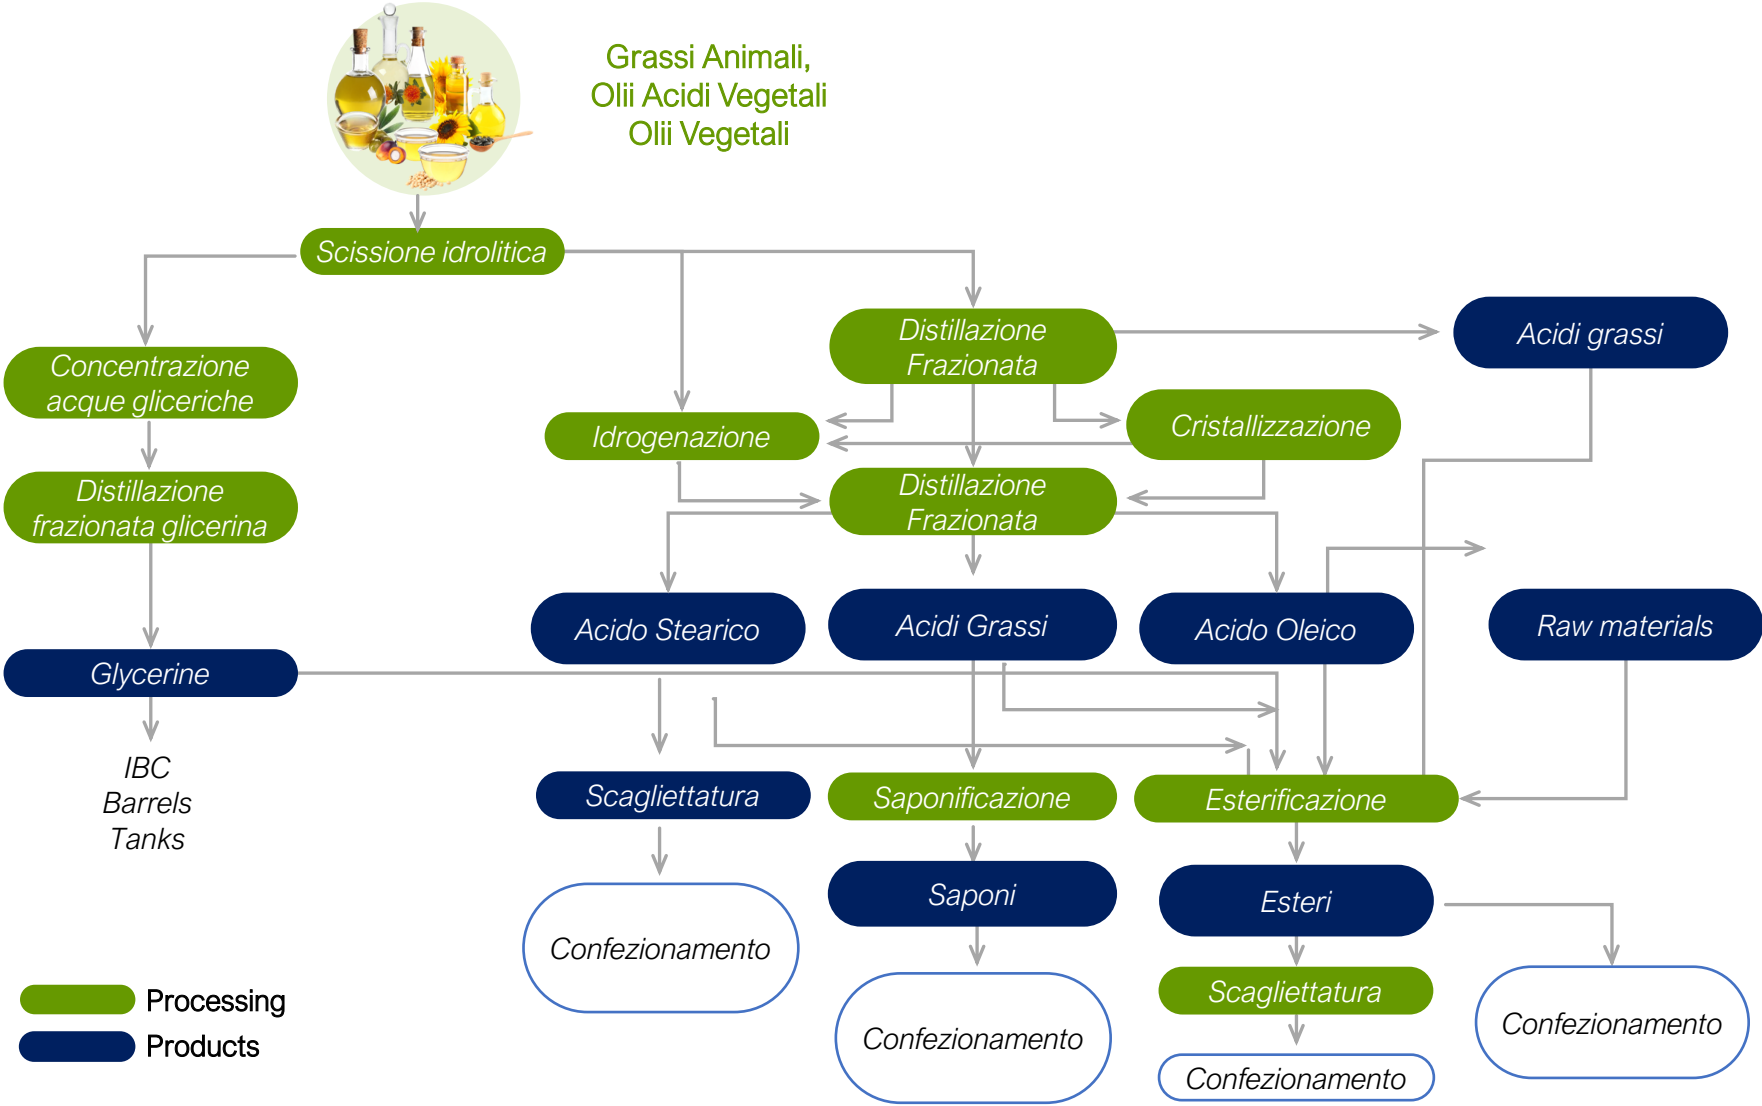 Grassi Animali,
Olii Acidi Vegetali
Olii Vegetali
Scissione idrolitica
Distillazione
Frazionata
Acidi grassi
Concentrazione
acque gliceriche
Idrogenazione
Cristallizzazione
Distillazione
frazionata glicerina
Distillazione
Frazionata
Acido Stearico
Acidi Grassi
Acido Oleico
Raw materials
Glycerine
IBC
Barrels
Tanks
Scagliettatura
Saponificazione
Esterificazione
Saponi
Esteri
Confezionamento
Scagliettatura
Confezionamento
Confezionamento
Confezionamento
Processing
Products